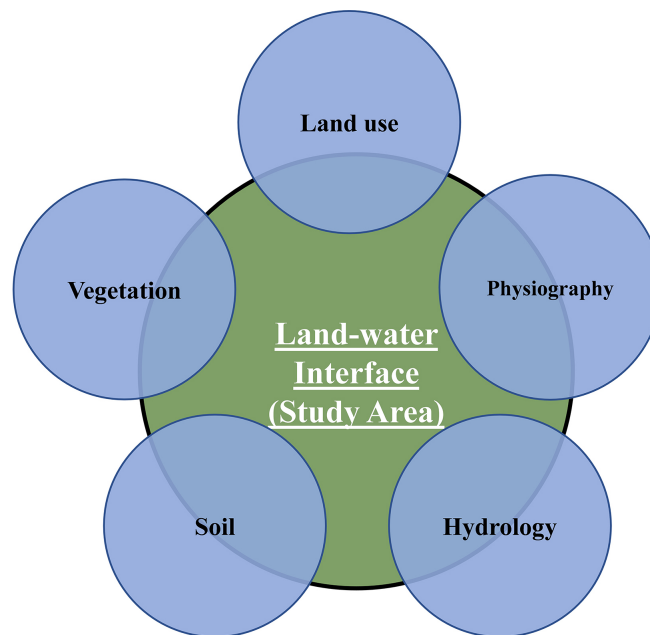 Land use
Vegetation
Physiography
Land-water
Interface
(Study Area)
Soil
Hydrology